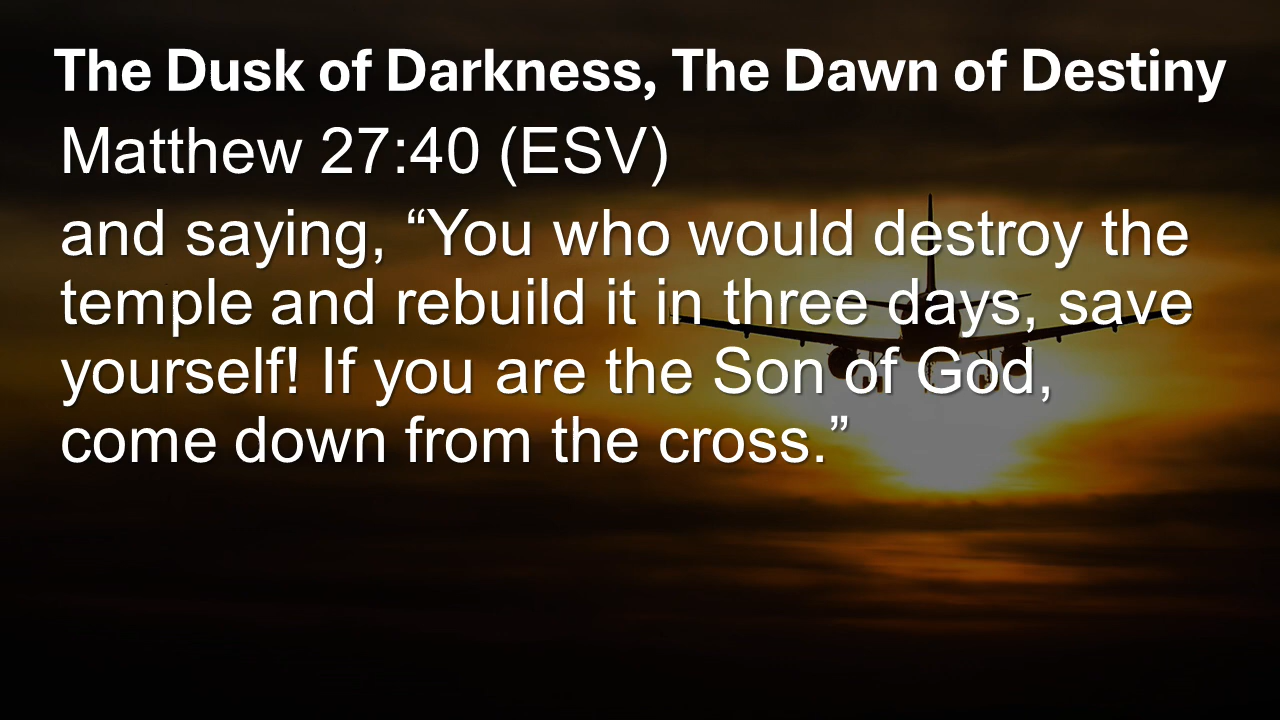 The Dusk of Darkness, The Dawn of Destiny
Matthew 27:40 (ESV)
and saying, “You who would destroy the
temple and rebuild it in three days, save
yourself! If you are the Son of God,
come down from the cross.”